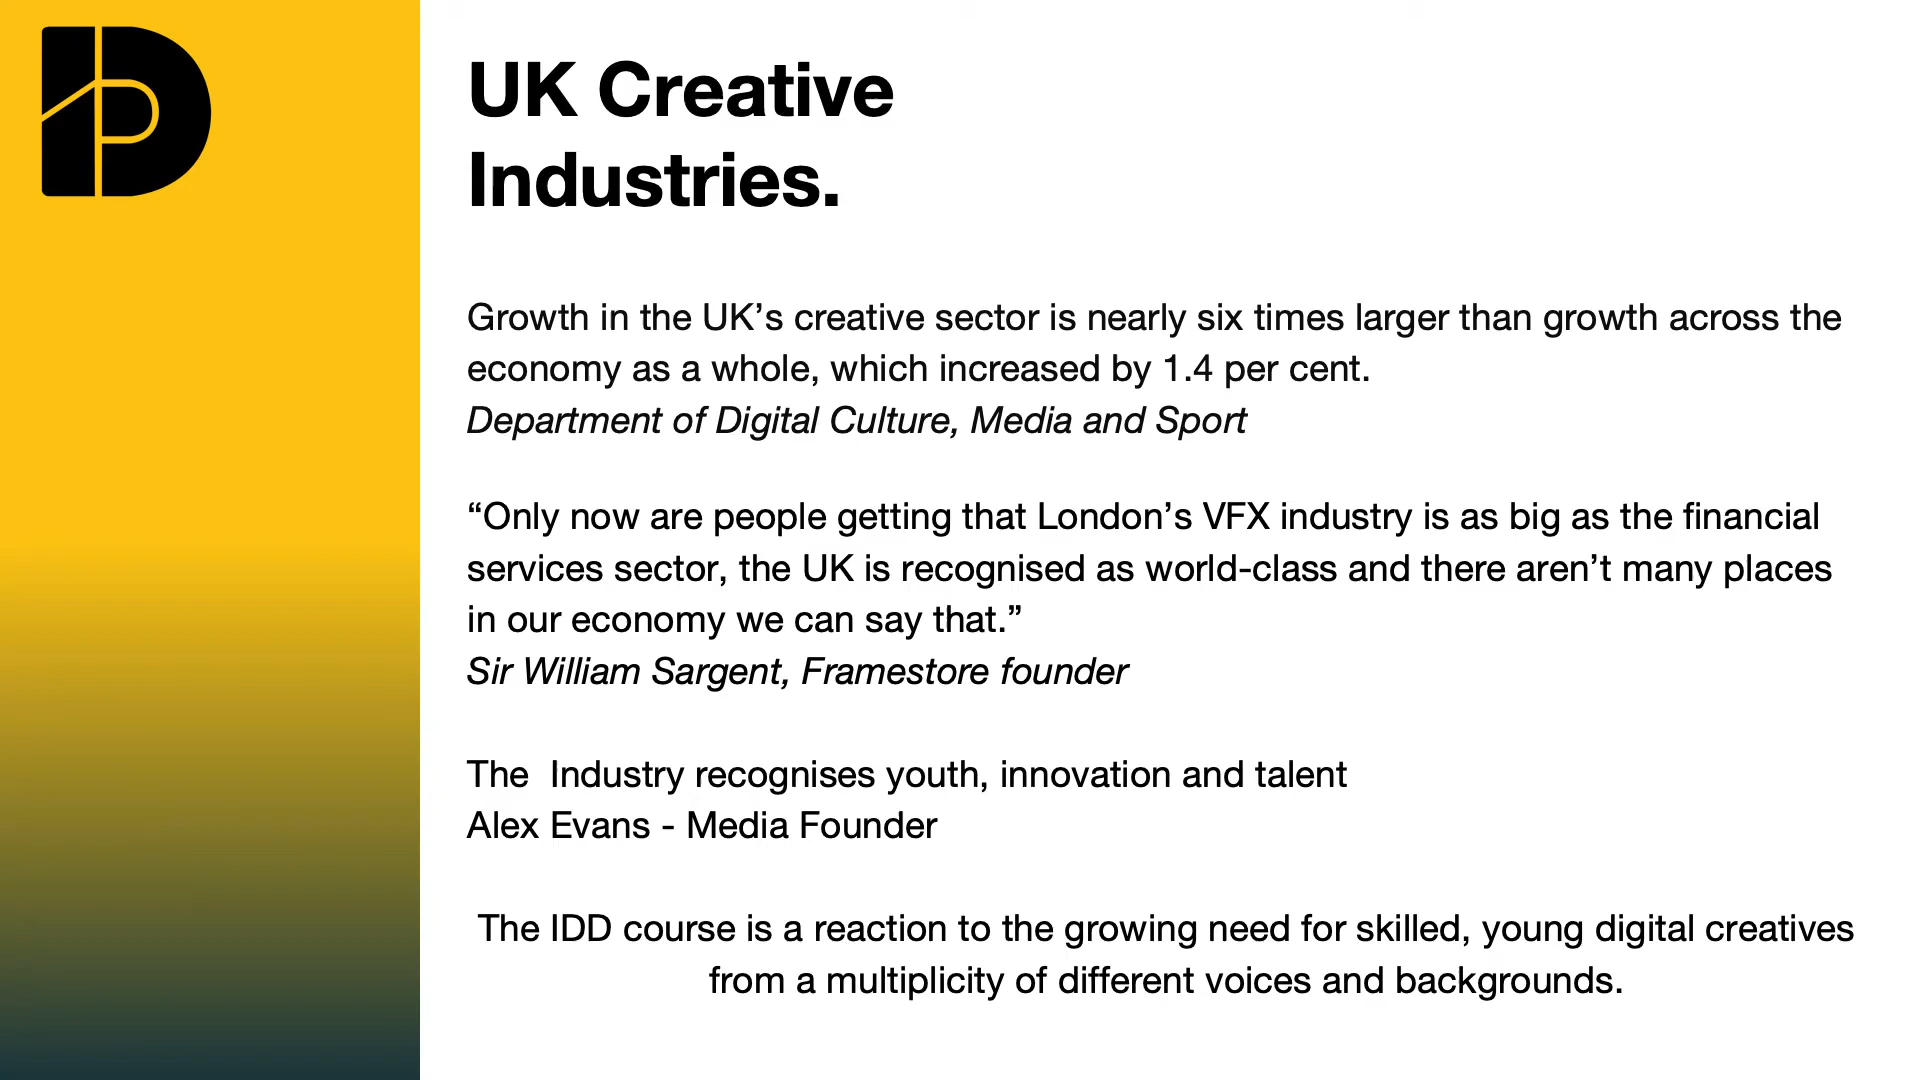 UK Creative
Industries.
Growth in the UK’s creative sector is nearly six times larger than growth across the
economy as a whole, which increased by 1.4 per cent.
Department of Digital Culture, Media and Sport
“Only now are people getting that London’s VFX industry is as big as the financial
services sector, the UK is recognised as world-class and there aren’t many places
in our economy we can say that.”
Sir William Sargent, Framestore founder
The  Industry recognises youth, innovation and talent
Alex Evans - Media Founder
The IDD course is a reaction to the growing need for skilled, young digital creatives
from a multiplicity of different voices and backgrounds.